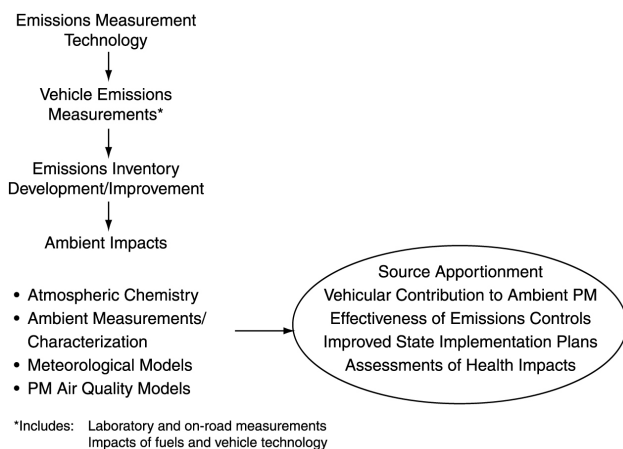 Emissions Measurement
Technology
Vehicle Emissions
Measurements*
Emissions Inventory
Development/Improvement
Ambient Impacts
• Atmospheric Chemistry
• Ambient Measurements/
Characterization
• Meteorological Models
• PM Air Quality Models
Source Apportionment
Vehicular Contribution to Ambient PM
Effectiveness of Emissions Controls
Improved State Implementation Plans
Assessments of Health Impacts
*Includes: Laboratory and on-road measurements
Impacts of fuels and vehicle technology